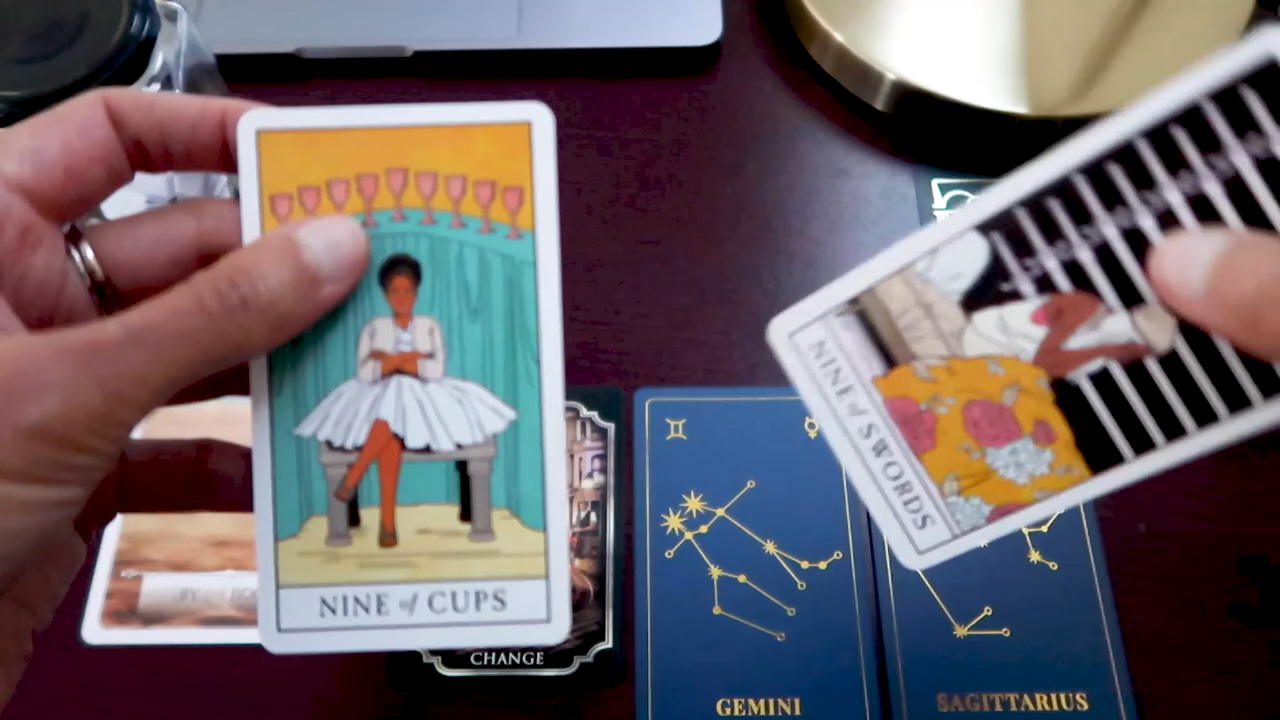 NINE of CUPS
NINE of SWORDS
CHANGE
GEMINI
SAGITTARIUS